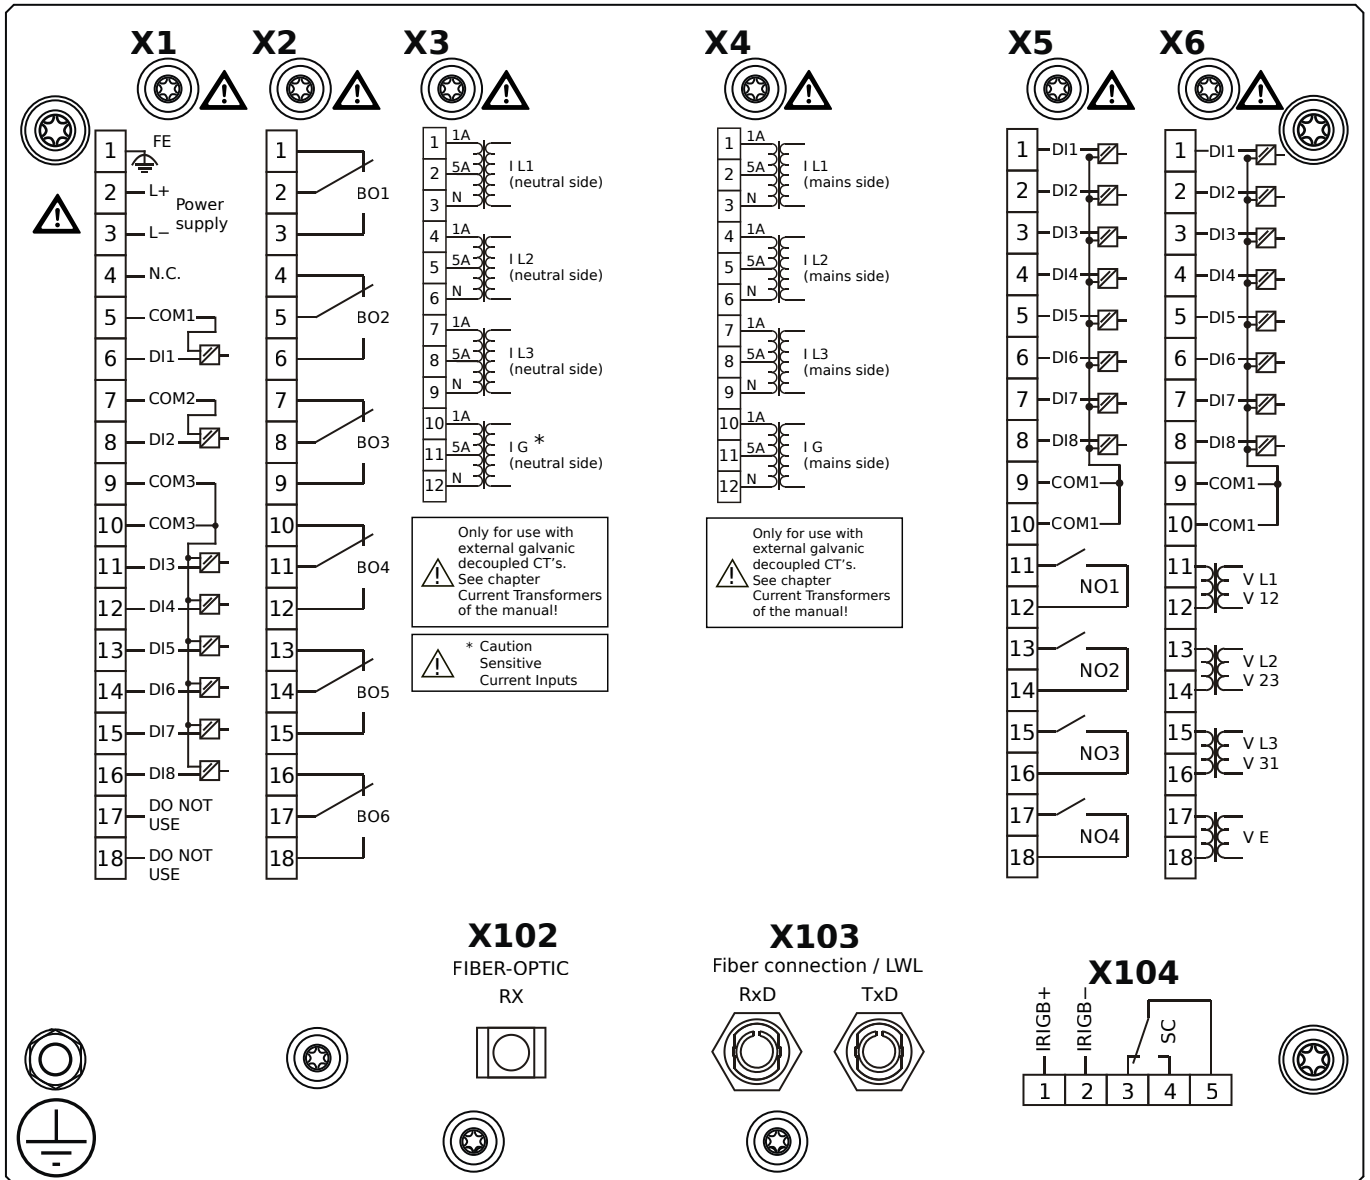 X1
X2
X3
X4
X5
X6
1
FE
2
L+
Power
supply
3
L−
4
N.C.
5
COM1
6
DI1
7
COM2
8
DI2
9
COM3
10
COM3
11
DI3
12
DI4
13
DI5
14
DI6
15
DI7
16
DI8
17
DO NOT
USE
18
DO NOT
USE
1
2
BO1
3
4
5
BO2
6
7
8
BO3
9
10
11
BO4
12
13
14
BO5
15
16
17
BO6
18
1
1A
2
5A
I L1
(neutral side)
3
N
4
1A
5
5A
I L2
(neutral side)
6
N
7
1A
8
5A
I L3
(neutral side)
9
N
10
1A
11
5A
I G *
(neutral side)
12
N
Only for use with
external galvanic
decoupled CT's.
See chapter
Current Transformers
of the manual!
* Caution
Sensitive
Current Inputs
1
1A
2
5A
I L1
(mains side)
3
N
4
1A
5
5A
I L2
(mains side)
6
N
7
1A
8
5A
I L3
(mains side)
9
N
10
1A
11
5A
I G
(mains side)
12
N
Only for use with
external galvanic
decoupled CT's.
See chapter
Current Transformers
of the manual!
1
DI1
2
DI2
3
DI3
4
DI4
5
DI5
6
DI6
7
DI7
8
DI8
9
COM1
10
COM1
11
NO1
12
13
NO2
14
15
NO3
16
17
NO4
18
1
DI1
2
DI2
3
DI3
4
DI4
5
DI5
6
DI6
7
DI7
8
DI8
9
COM1
10
COM1
11
V L1
V 12
12
13
V L2
V 23
14
15
V L3
V 31
16
17
V E
18
X102
FIBER-OPTIC
RX
X103
Fiber connection / LWL
RxD
TxD
X104
IRIGB+
IRIGB−
SC
1
2
3
4
5